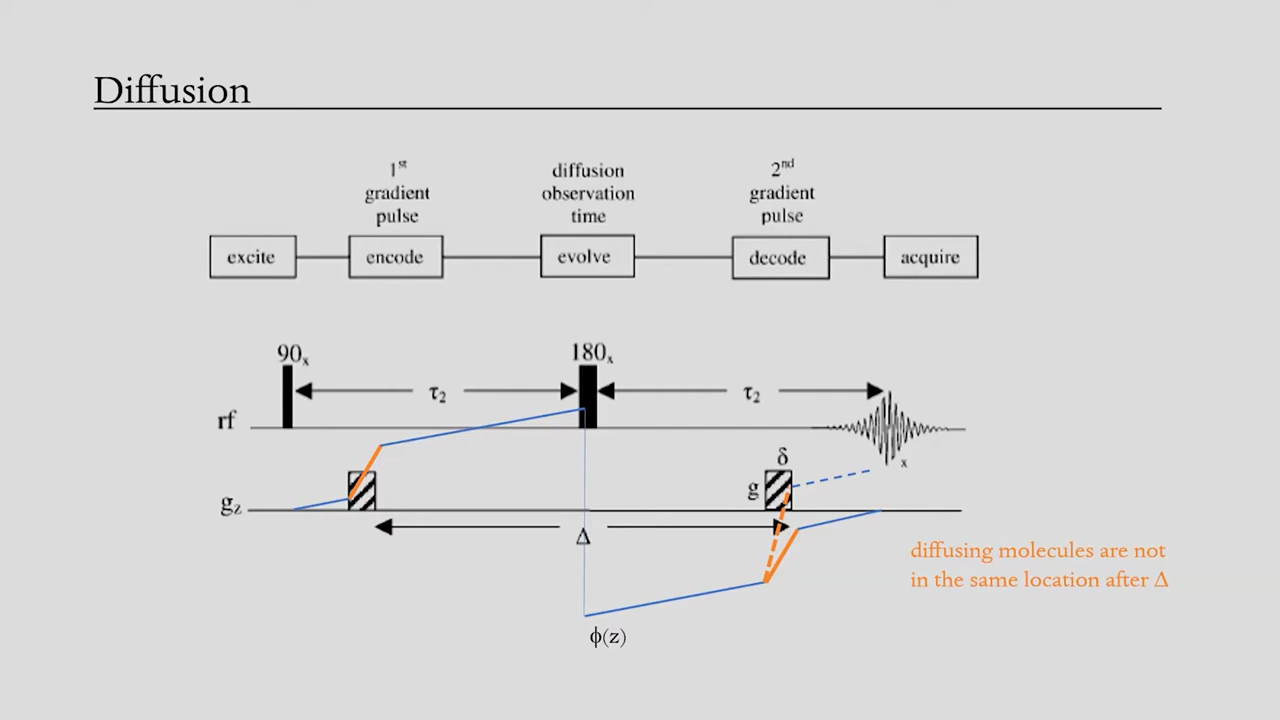 Diffusion
1st
gradient
pulse
diffusion
observation
time
2nd
gradient
pulse
excite
encode
evolve
decode
acquire
90x
180x
τ2
τ2
rf
x
δ
g
gz
Δ
diffusing molecules are not
in the same location after Δ
ϕ(z)